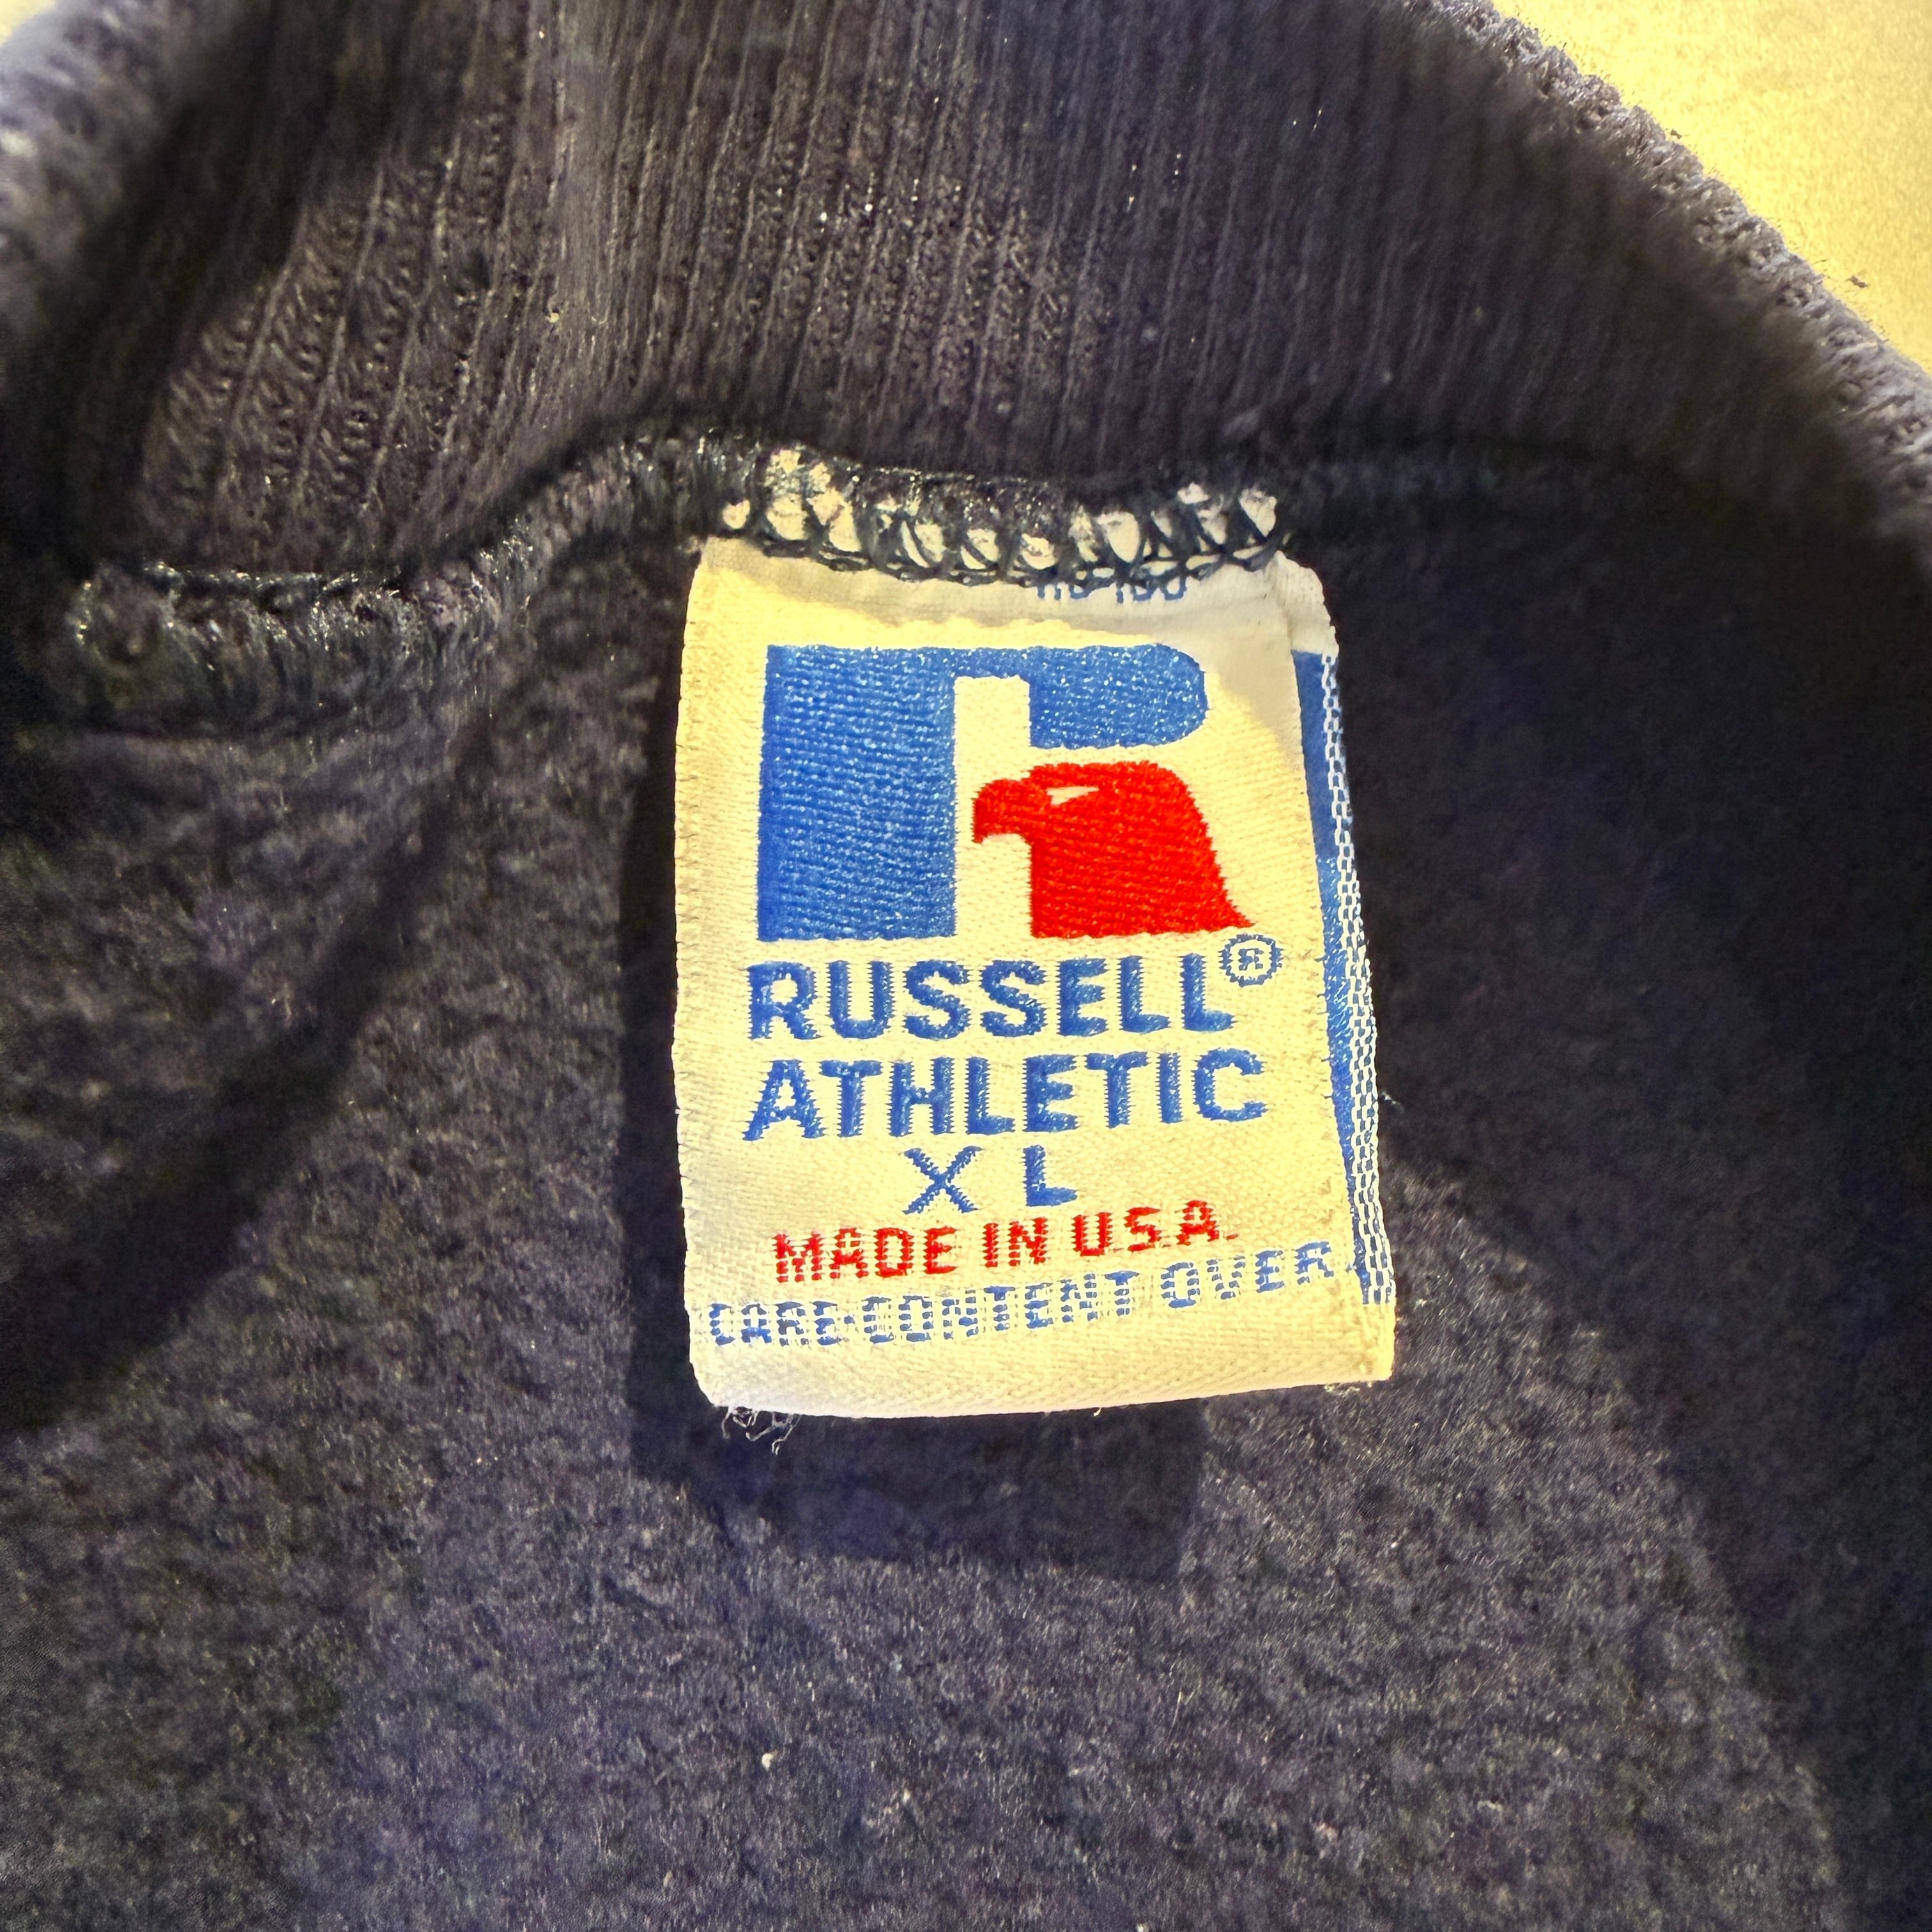 RUSSELL®
ATHLETIC
XL
MADE IN U.S.A.
CARE-CONTENT OVER